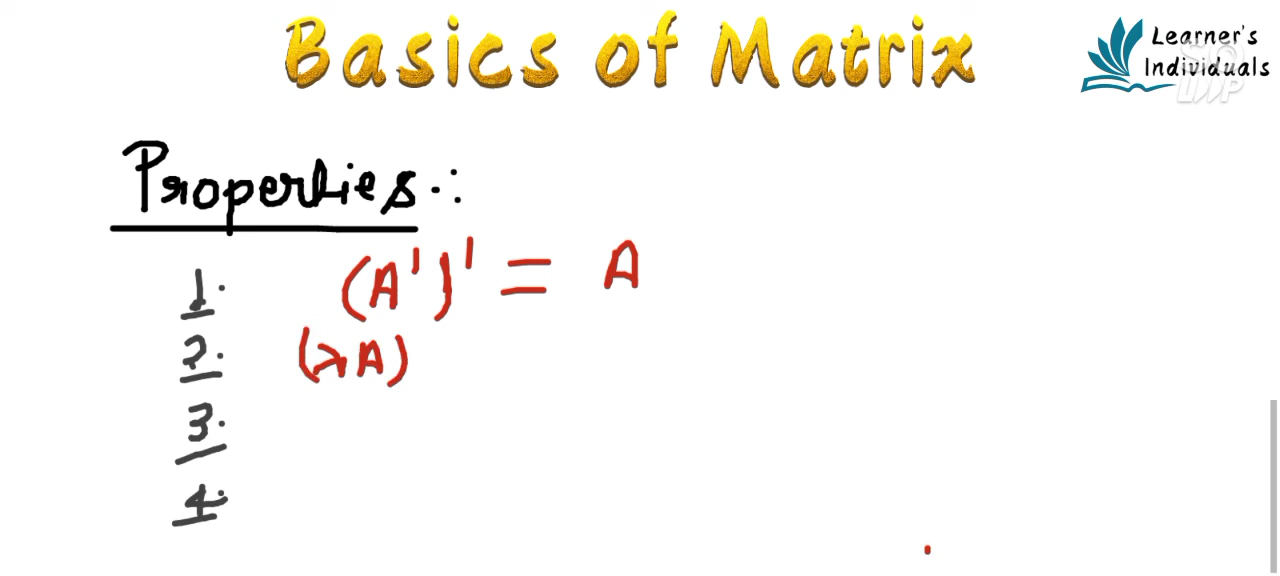 Basics of Matrix
Learner's
Individuals
Properties :
1. (A')' = A
2. (λA)
3.
4.